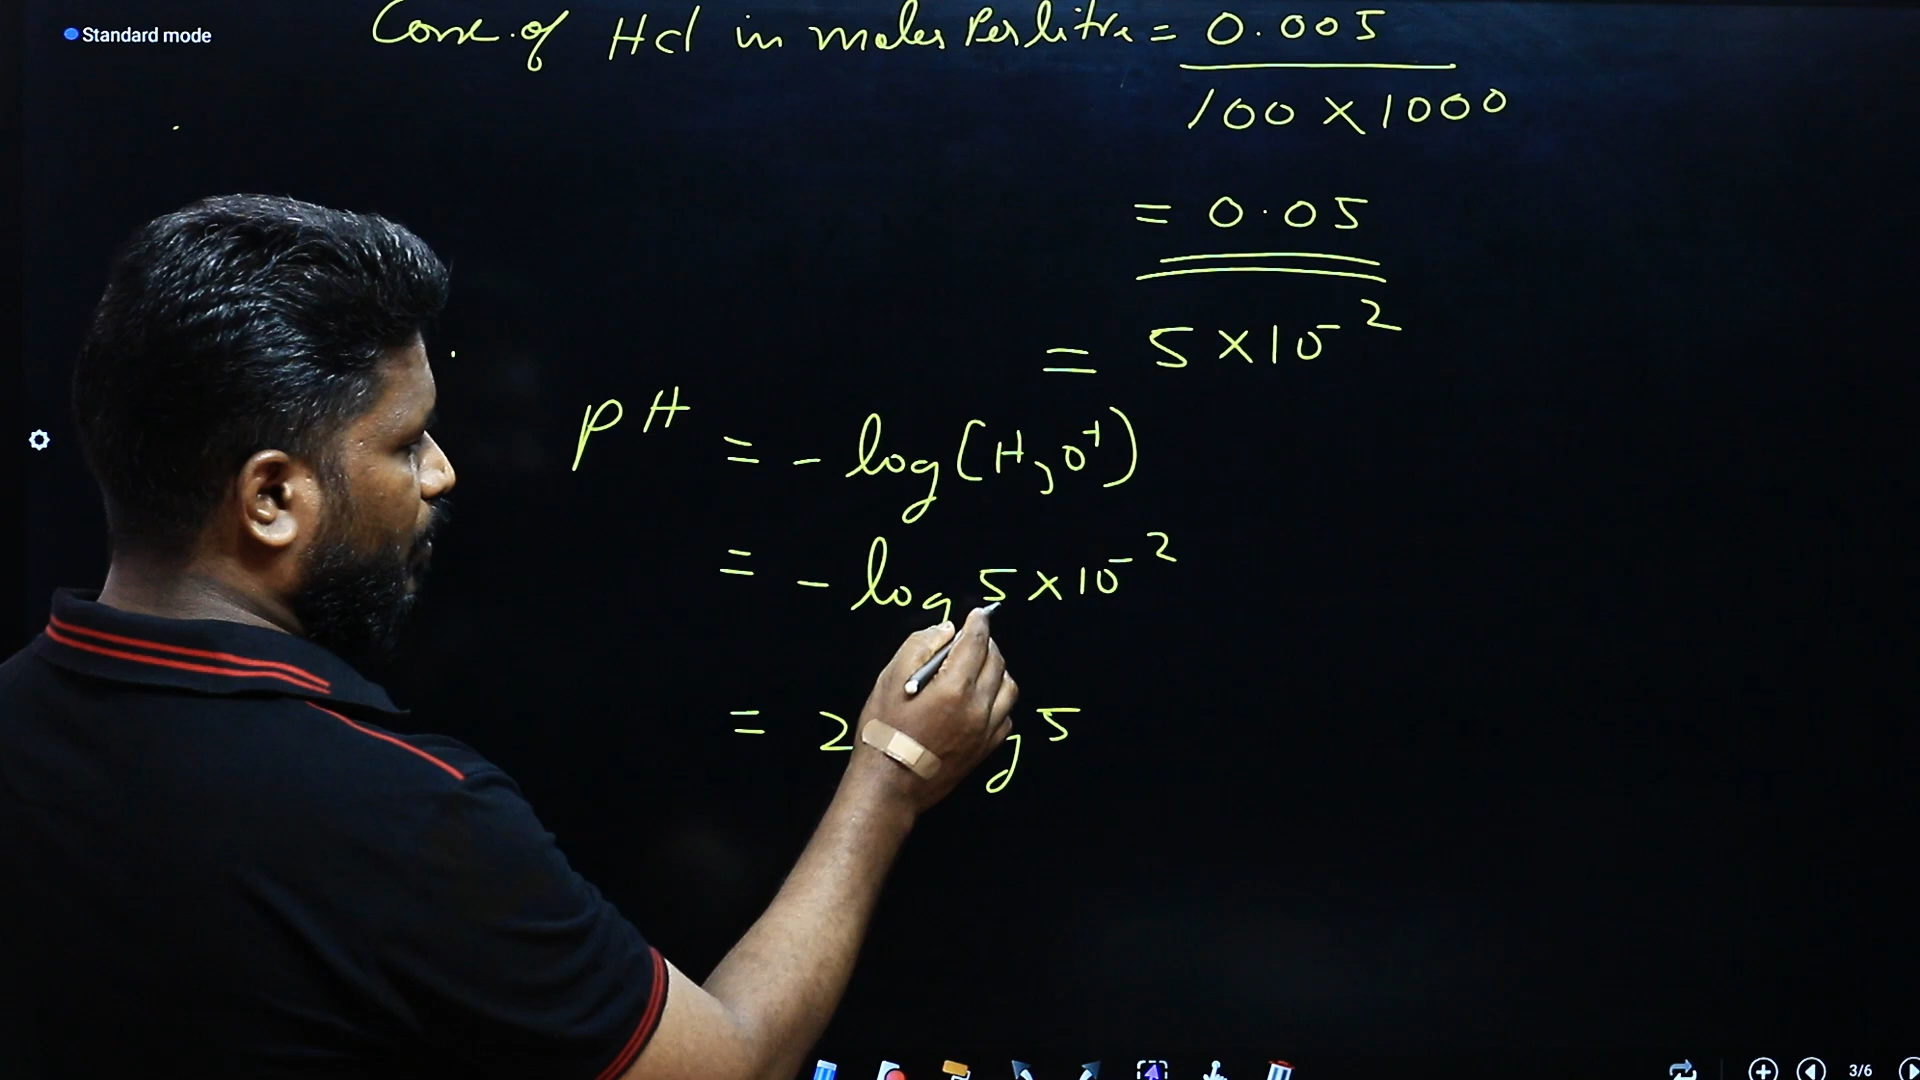 Standard mode
Conc. of HCl in moles Per litre = 0.005
100 × 1000
= 0.05
= 5 × 10⁻²
PH = - log (H₃O⁺)
= - log 5 × 10⁻²
= 2 g 5
3/6